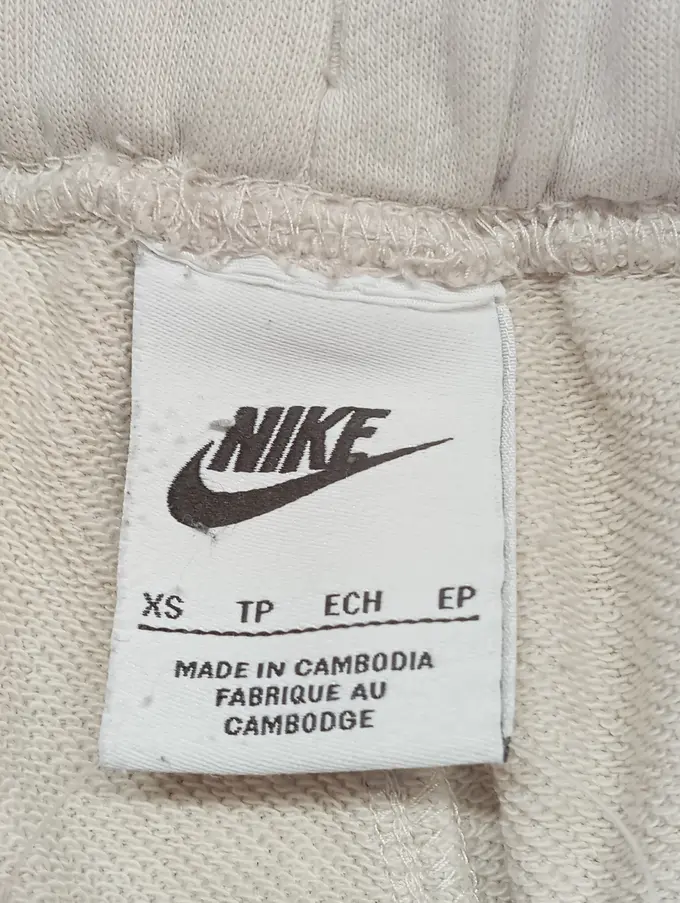 NIKE
XS TP ECH EP
MADE IN CAMBODIA
FABRIQUE AU
CAMBODGE